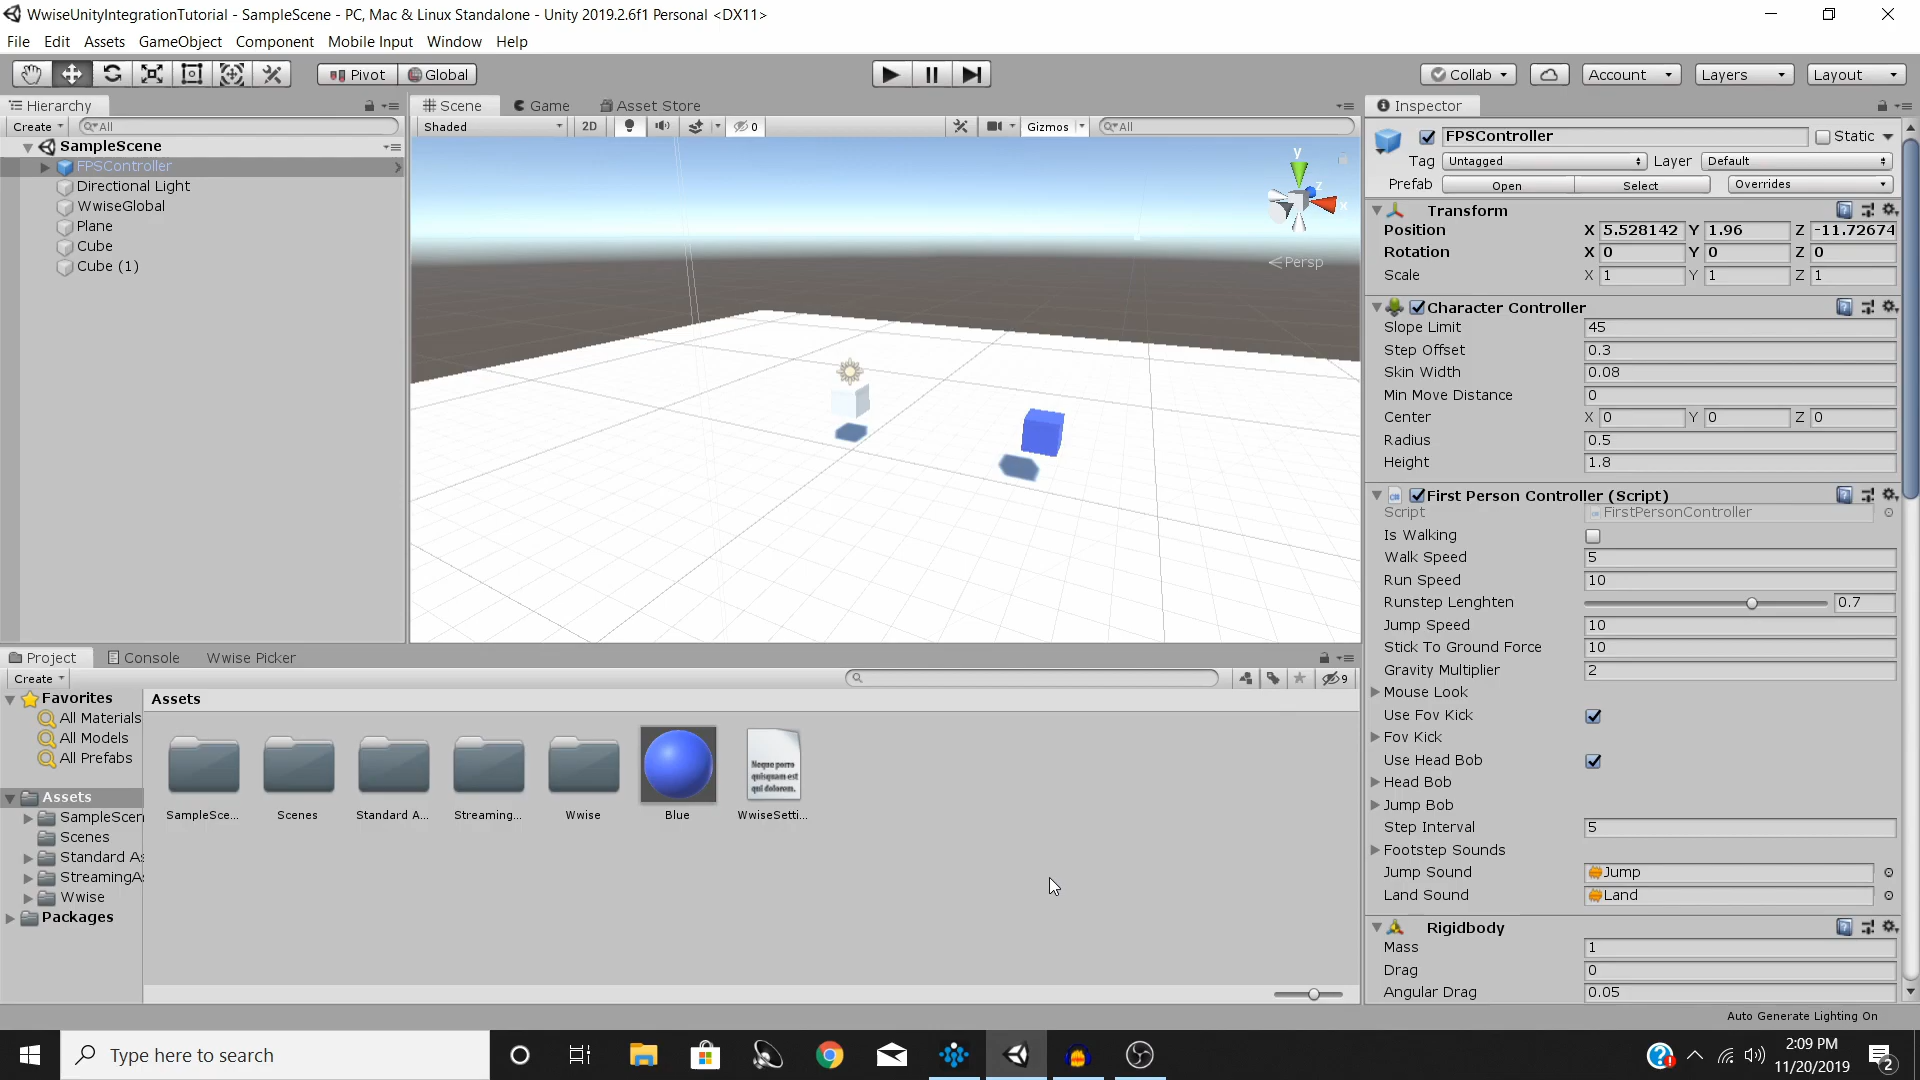 WwiseUnityIntegrationTutorial - SampleScene - PC, Mac & Linux Standalone - Unity 2019.2.6f1 Personal <DX11>
File Edit Assets GameObject Component Mobile Input Window Help
Pivot Global Collab Account Layers Layout
Hierarchy
Create All
SampleScene
FPSController
Directional Light
WwiseGlobal
Plane
Cube
Cube (1)
Scene Game Asset Store
Shaded 2D 0 Gizmos All
y
z
x
Persp
Inspector
FPSController Static
Tag Untagged Layer Default
Prefab Open Select Overrides
Transform
Position X 5.528142 Y 1.96 Z -11.72674
Rotation X 0 Y 0 Z 0
Scale X 1 Y 1 Z 1
Character Controller
Slope Limit 45
Step Offset 0.3
Skin Width 0.08
Min Move Distance 0
Center X 0 Y 0 Z 0
Radius 0.5
Height 1.8
First Person Controller (Script)
Script FirstPersonController
Is Walking
Walk Speed 5
Run Speed 10
Runstep Lenghten 0.7
Jump Speed 10
Stick To Ground Force 10
Gravity Multiplier 2
Mouse Look
Use Fov Kick
Fov Kick
Use Head Bob
Head Bob
Jump Bob
Step Interval 5
Footstep Sounds
Jump Sound Jump
Land Sound Land
Rigidbody
Mass 1
Drag 0
Angular Drag 0.05
Project Console Wwise Picker
Create 9
Favorites
All Materials
All Models
All Prefabs
Assets
SampleScen
Scenes
Standard As
StreamingAs
Wwise
Packages
Assets
Neque porro
quisquam est
qui dolorem.
SampleSce... Scenes Standard A... Streaming... Wwise Blue WwiseSetti...
Auto Generate Lighting On
Type here to search
2:09 PM
11/20/2019
2